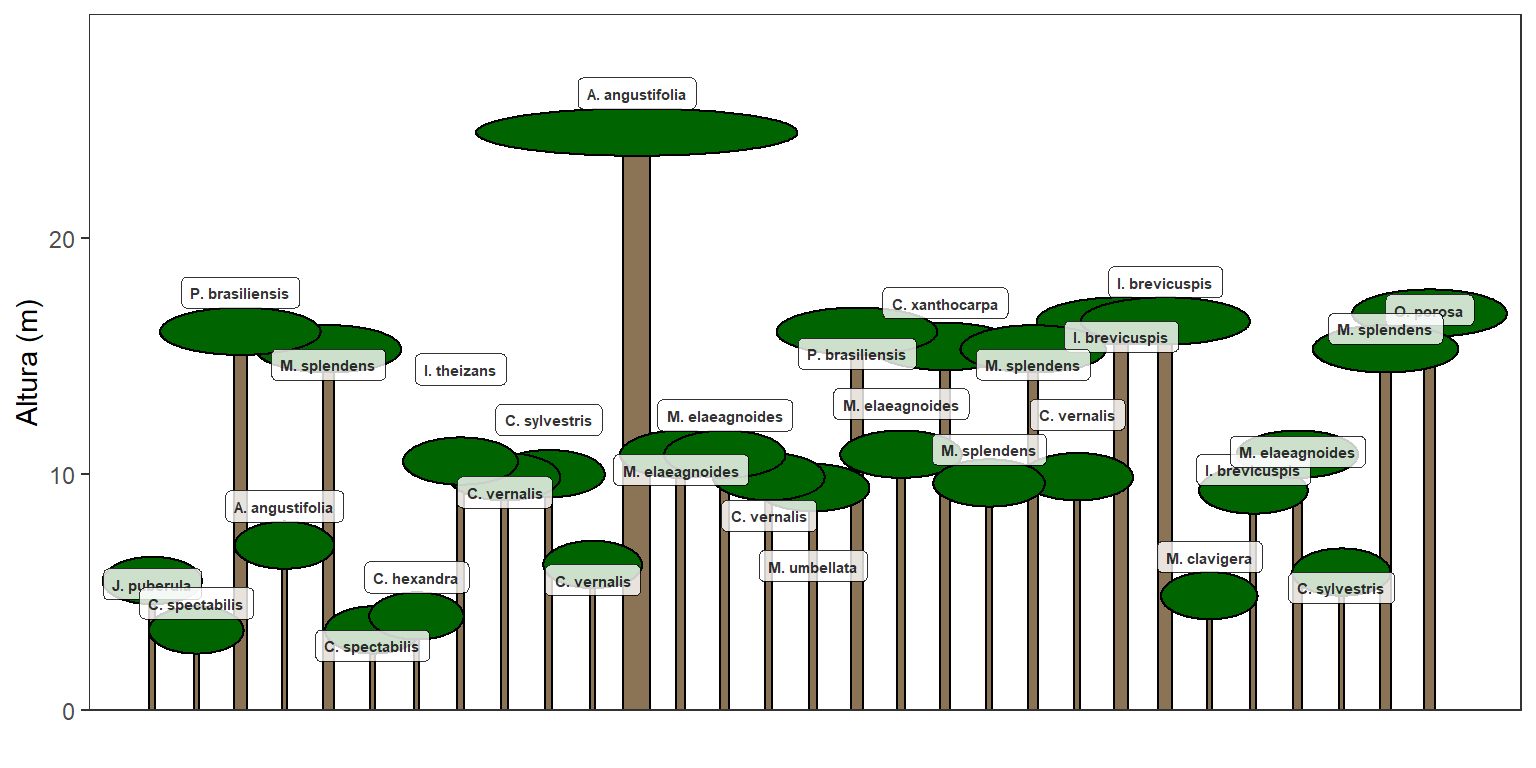 A. angustifolia
20
P. brasiliensis
I. brevicuspis
C. xanthocarpa
O. porosa
M. splendens
I. brevicuspis
P. brasiliensis
M. splendens
M. splendens
I. theizans
Altura (m)
M. elaeagnoides
M. elaeagnoides
C. vernalis
C. sylvestris
M. splendens
M. elaeagnoides
10
M. elaeagnoides
I. brevicuspis
C. vernalis
A. angustifolia
C. vernalis
M. clavigera
M. umbellata
C. hexandra
C. vernalis
J. puberula
C. sylvestris
C. spectabilis
C. spectabilis
0